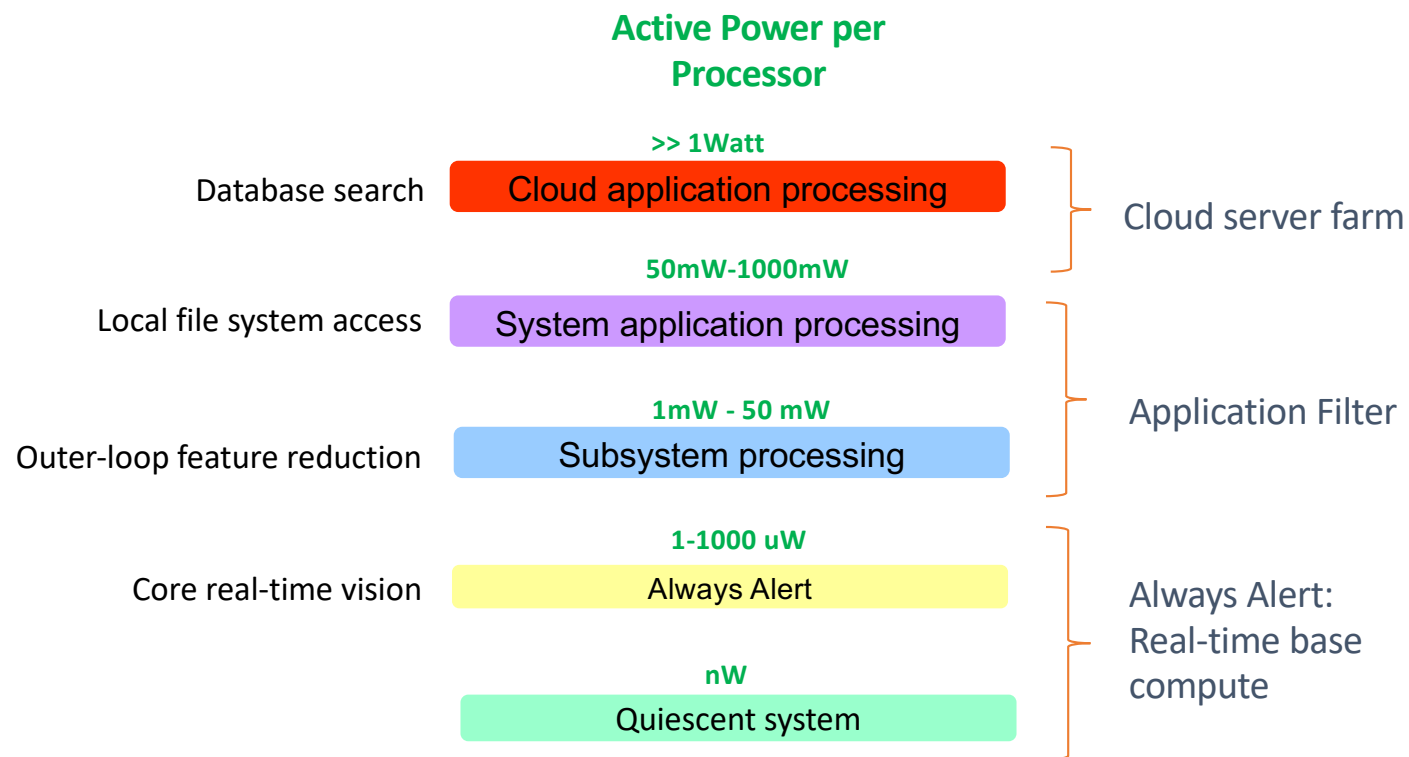 Active Power per
Processor
>> 1Watt
Database search
Cloud application processing
Cloud server farm
50mW-1000mW
Local file system access
System application processing
Application Filter
1mW - 50 mW
Outer-loop feature reduction
Subsystem processing
1-1000 uW
Core real-time vision
Always Alert
Always Alert:
Real-time base
compute
nW
Quiescent system